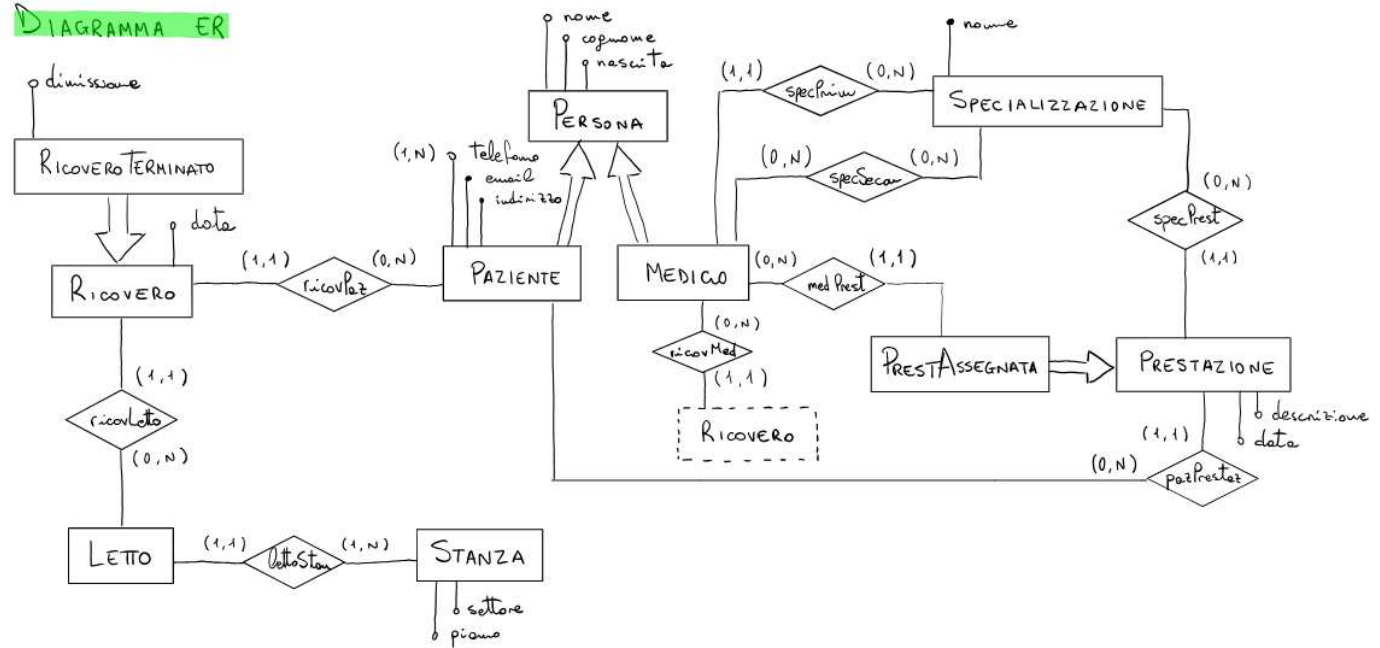 DIAGRAMMA ER
dimissione
RICOVEROTERMINATO
data
RICOVERO
(1,1)
ricovPaz
(0,N)
nome
cognome
nascita
PERSONA
(1,N)
telefono
email
indirizzo
PAZIENTE
MEDICO
(1,1)
specPrim
(0,N)
nome
SPECIALIZZAZIONE
(0,N)
specSecon
(0,N)
(0,N)
specPrest
(1,1)
(0,N)
medPrest
(1,1)
(0,N)
ricovMed
(1,1)
RICOVERO
PRESTASSEGNATA
PRESTAZIONE
descrizione
data
(1,1)
pazPrestaz
(0,N)
(1,1)
ricovLetto
(0,N)
LETTO
(1,1)
lettoStan
(1,N)
STANZA
settore
piano